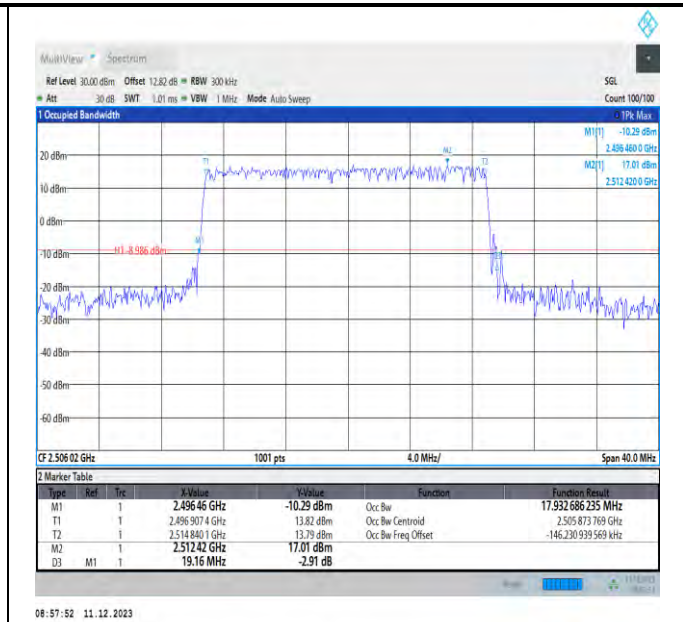 MultiView Spectrum
Ref Level 30.00 dBm Offset 12.82 dB RBW 300 kHz SGL
Att 30 dB SWT 1.01 ms VBW 1 MHz Mode Auto Sweep Count 100/100
1 Occupied Bandwidth 1Pk Max
M1[1] -10.29 dBm
2.496 460 0 GHz
M2[1] 17.01 dBm
2.512 420 0 GHz
M2
T1 T2
20 dBm
10 dBm
0 dBm
M1
H1 -8.986 dBm
-10 dBm
-20 dBm
-30 dBm
-40 dBm
-50 dBm
-60 dBm
CF 2.506 02 GHz 1001 pts 4.0 MHz/ Span 40.0 MHz
2 Marker Table
Type Ref Trc X-Value Y-Value Function Function Result
M1 1 2.496 46 GHz -10.29 dBm Occ Bw 17.932 686 235 MHz
T1 1 2.496 907 4 GHz 13.82 dBm Occ Bw Centroid 2.505 873 769 GHz
T2 1 2.514 840 1 GHz 13.79 dBm Occ Bw Freq Offset -146.230 939 569 kHz
M2 1 2.512 42 GHz 17.01 dBm
D3 M1 1 19.16 MHz -2.91 dB
08:57:52 11.12.2023